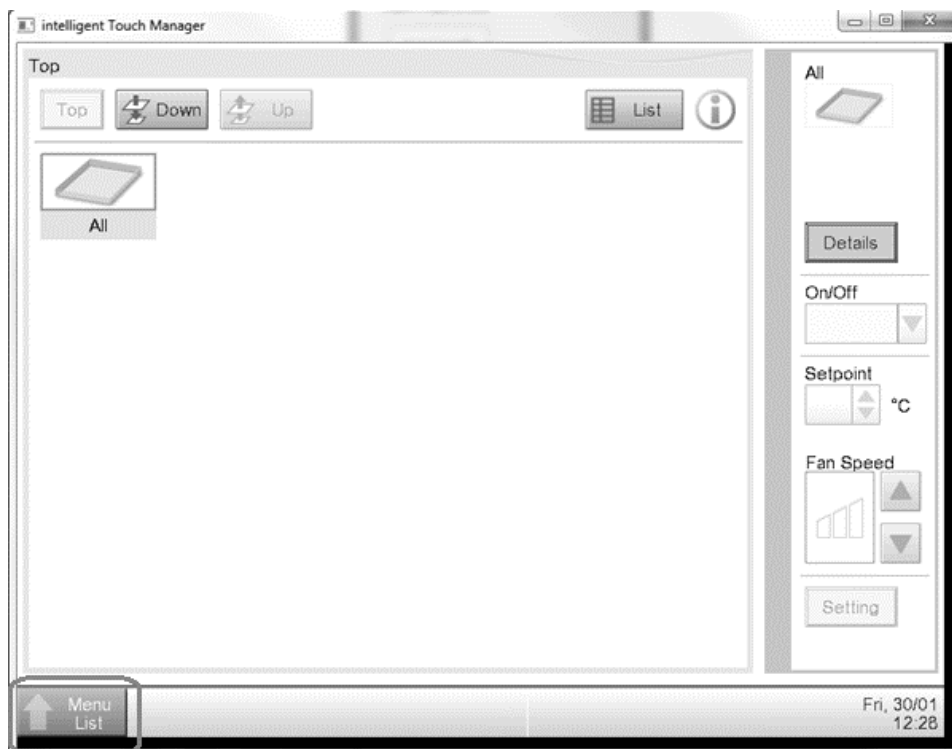 intelligent Touch Manager
Top
Top Down Up List
All
All
Details
On/Off
Setpoint
°C
Fan Speed
Setting
Menu
List
Fri, 30/01
12:28